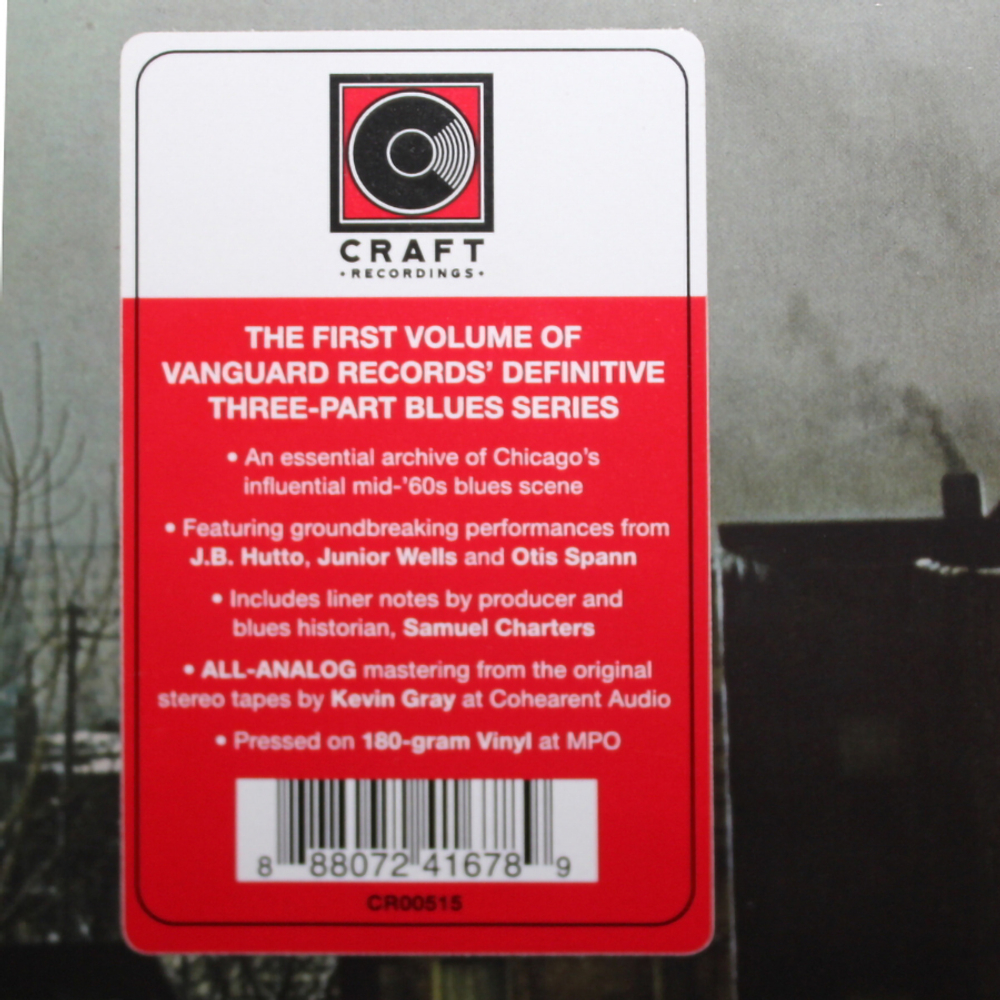 CRAFT
•RECORDINGS•
THE FIRST VOLUME OF
VANGUARD RECORDS’ DEFINITIVE
THREE-PART BLUES SERIES
• An essential archive of Chicago’s
influential mid-’60s blues scene
• Featuring groundbreaking performances from
J.B. Hutto, Junior Wells and Otis Spann
• Includes liner notes by producer and
blues historian, Samuel Charters
• ALL-ANALOG mastering from the original
stereo tapes by Kevin Gray at Cohearent Audio
• Pressed on 180-gram Vinyl at MPO
8 88072 41678 9
CR00515